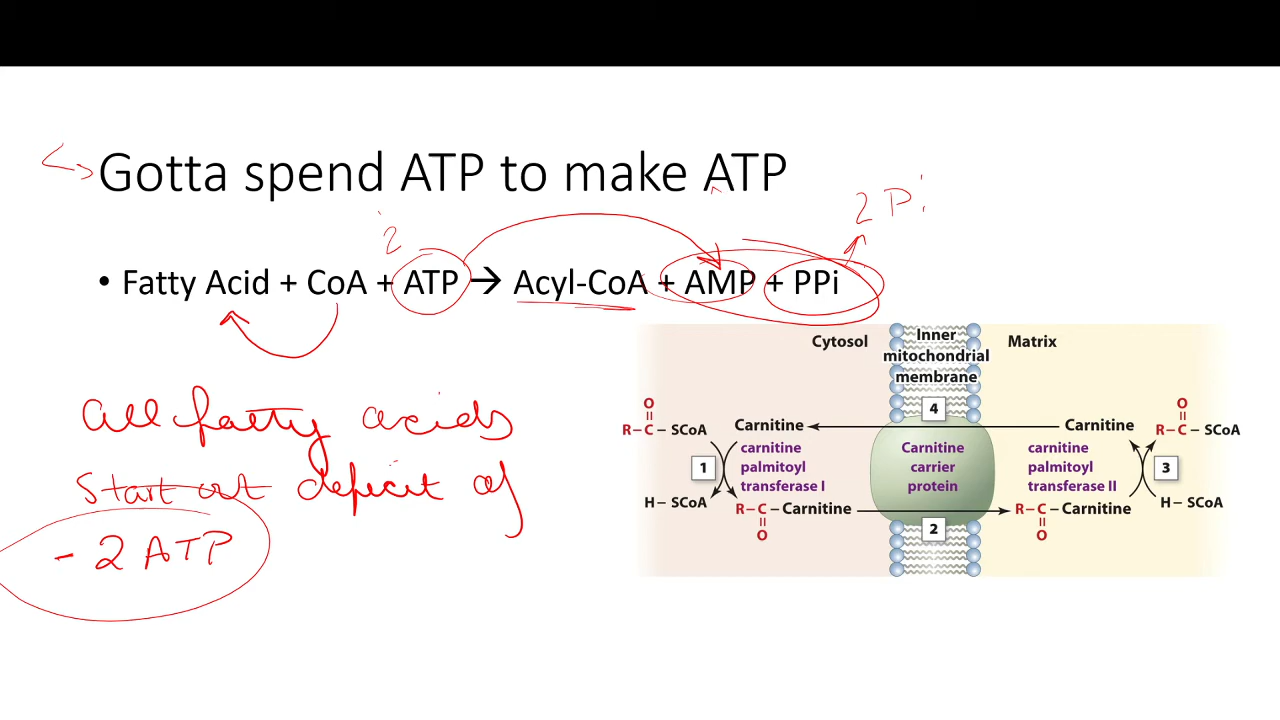 Gotta spend ATP to make ATP
2 Pi
2
• Fatty Acid + CoA + ATP → Acyl-CoA + AMP + PPi
All fatty acids
start out deficit of
- 2 ATP
Cytosol
Inner
mitochondrial
membrane
Matrix
O
R–C–SCoA
Carnitine
4
Carnitine
O
R–C–SCoA
1
carnitine
palmitoyl
transferase I
Carnitine
carrier
protein
carnitine
palmitoyl
transferase II
3
H–SCoA
R–C–Carnitine
O
2
R–C–Carnitine
O
H–SCoA